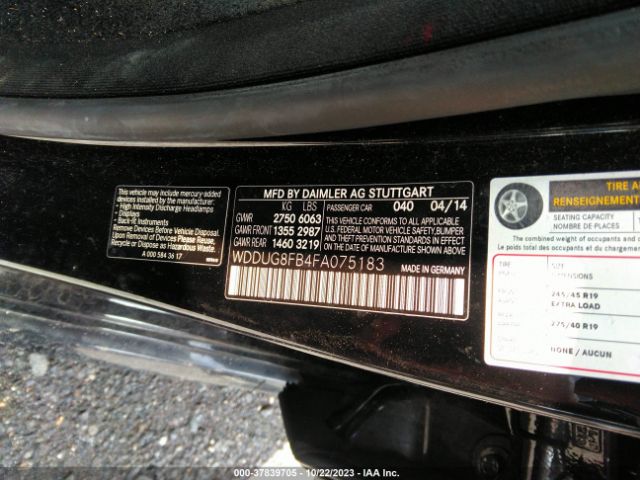 This vehicle may include mercury-added
devices installed by the manufacturer:
- High Intensity Discharge Headlamps
- Displays
- Back-lit Instruments
Remove Devices Before Vehicle Disposal.
Upon Removal of Devices Please Reuse,
Recycle or Dispose as Hazardous Waste.
A 000 584 36 17
MFD BY DAIMLER AG STUTTGART
KG LBS PASSENGER CAR 040 04/14
GVWR 2750 6063
GAWR FRONT 1355 2987
GAWR REAR 1460 3219
THIS VEHICLE CONFORMS TO ALL APPLICABLE
U.S. FEDERAL MOTOR VEHICLE SAFETY,BUMPER
AND THEFT PREVENTION STANDARDS IN EFFECT
ON THE DATE OF MANUFACTURE SHOWN ABOVE.
WDDUG8FB4FA075183
MADE IN GERMANY
TIRE
RENSEIGNEMENTS
SEATING CAPACITY
NOMBRE DE PLACES
The combined weight of occupants
Le poids total des occupants et du chargement
TIRE SIZE
DIMENSIONS
245/45 R19
EXTRA LOAD
275/40 R19
NONE / AUCUN
000-37839705 - 10/22/2023 - IAA Inc.